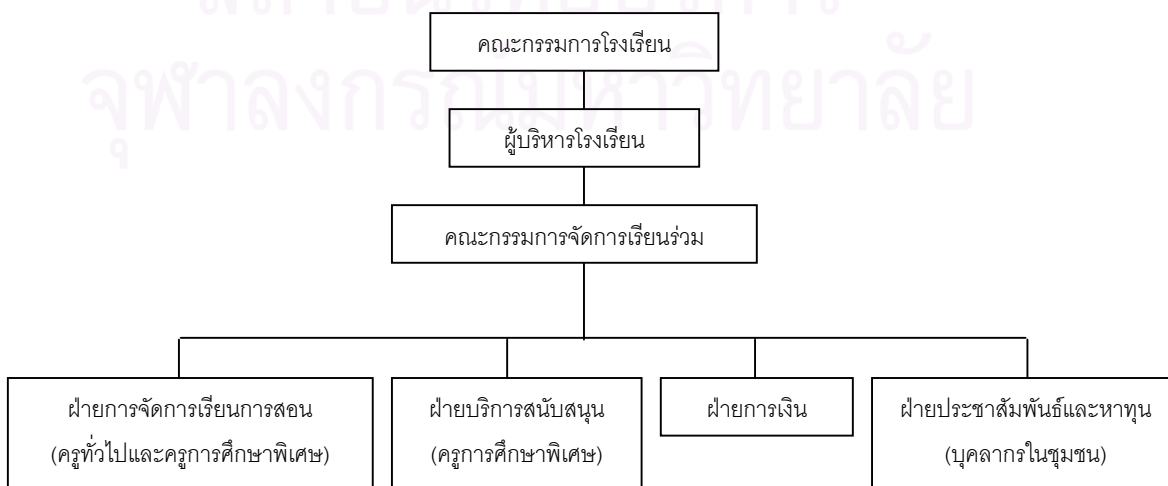 จุฬาลงกรณ์มหาวิทยาลัย
คณะกรรมการโรงเรียน
ผู้บริหารโรงเรียน
คณะกรรมการจัดการเรียนร่วม
ฝ่ายการจัดการเรียนการสอน
(ครูทั่วไปและครูการศึกษาพิเศษ)
ฝ่ายบริการสนับสนุน
(ครูการศึกษาพิเศษ)
ฝ่ายการเงิน
ฝ่ายประชาสัมพันธ์และหาทุน
(บุคลากรในชุมชน)